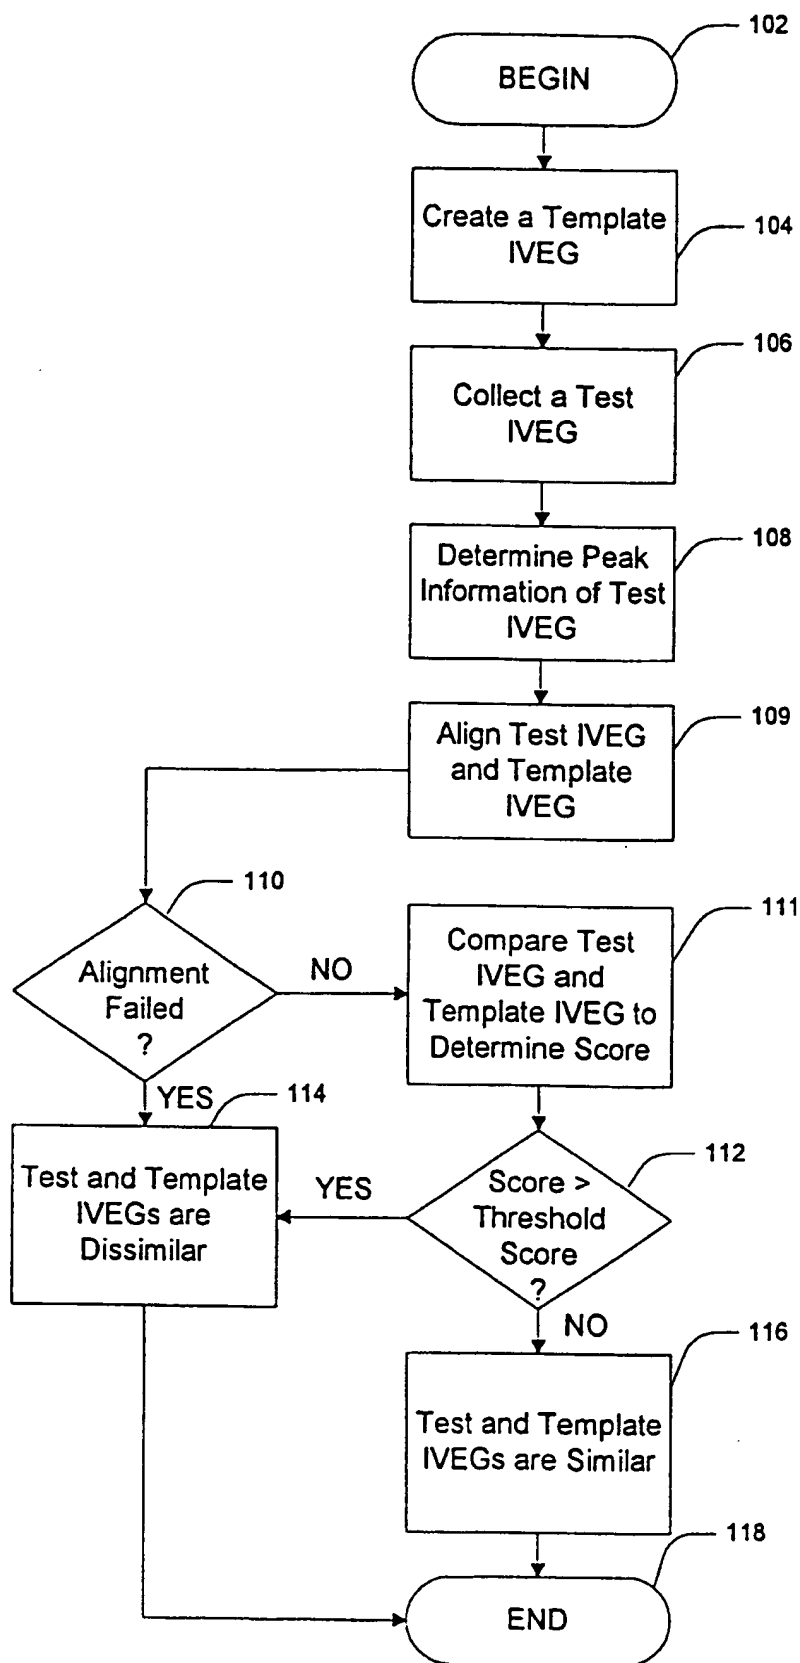 102
BEGIN
Create a Template
IVEG
104
106
Collect a Test
IVEG
108
Determine Peak
Information of Test
IVEG
109
Align Test IVEG
and Template
IVEG
110
Alignment
Failed
?
NO
111
Compare Test
IVEG and
Template IVEG to
Determine Score
YES
114
Test and Template
IVEGs are
Dissimilar
YES
112
Score >
Threshold
Score
?
NO
116
Test and Template
IVEGs are Similar
118
END